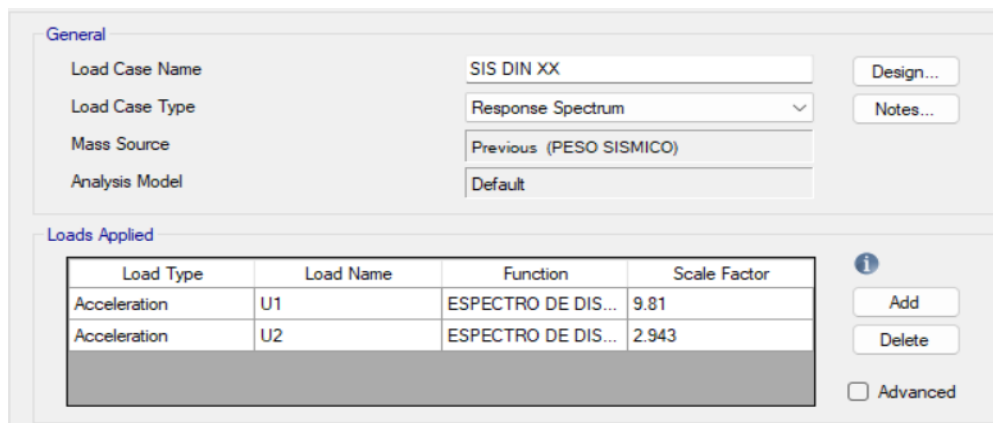 General
Load Case Name SIS DIN XX Design...
Load Case Type Response Spectrum Notes...
Mass Source Previous (PESO SISMICO)
Analysis Model Default
Loads Applied
Load Type Load Name Function Scale Factor
Acceleration U1 ESPECTRO DE DIS... 9.81 Add
Acceleration U2 ESPECTRO DE DIS... 2.943 Delete
Advanced